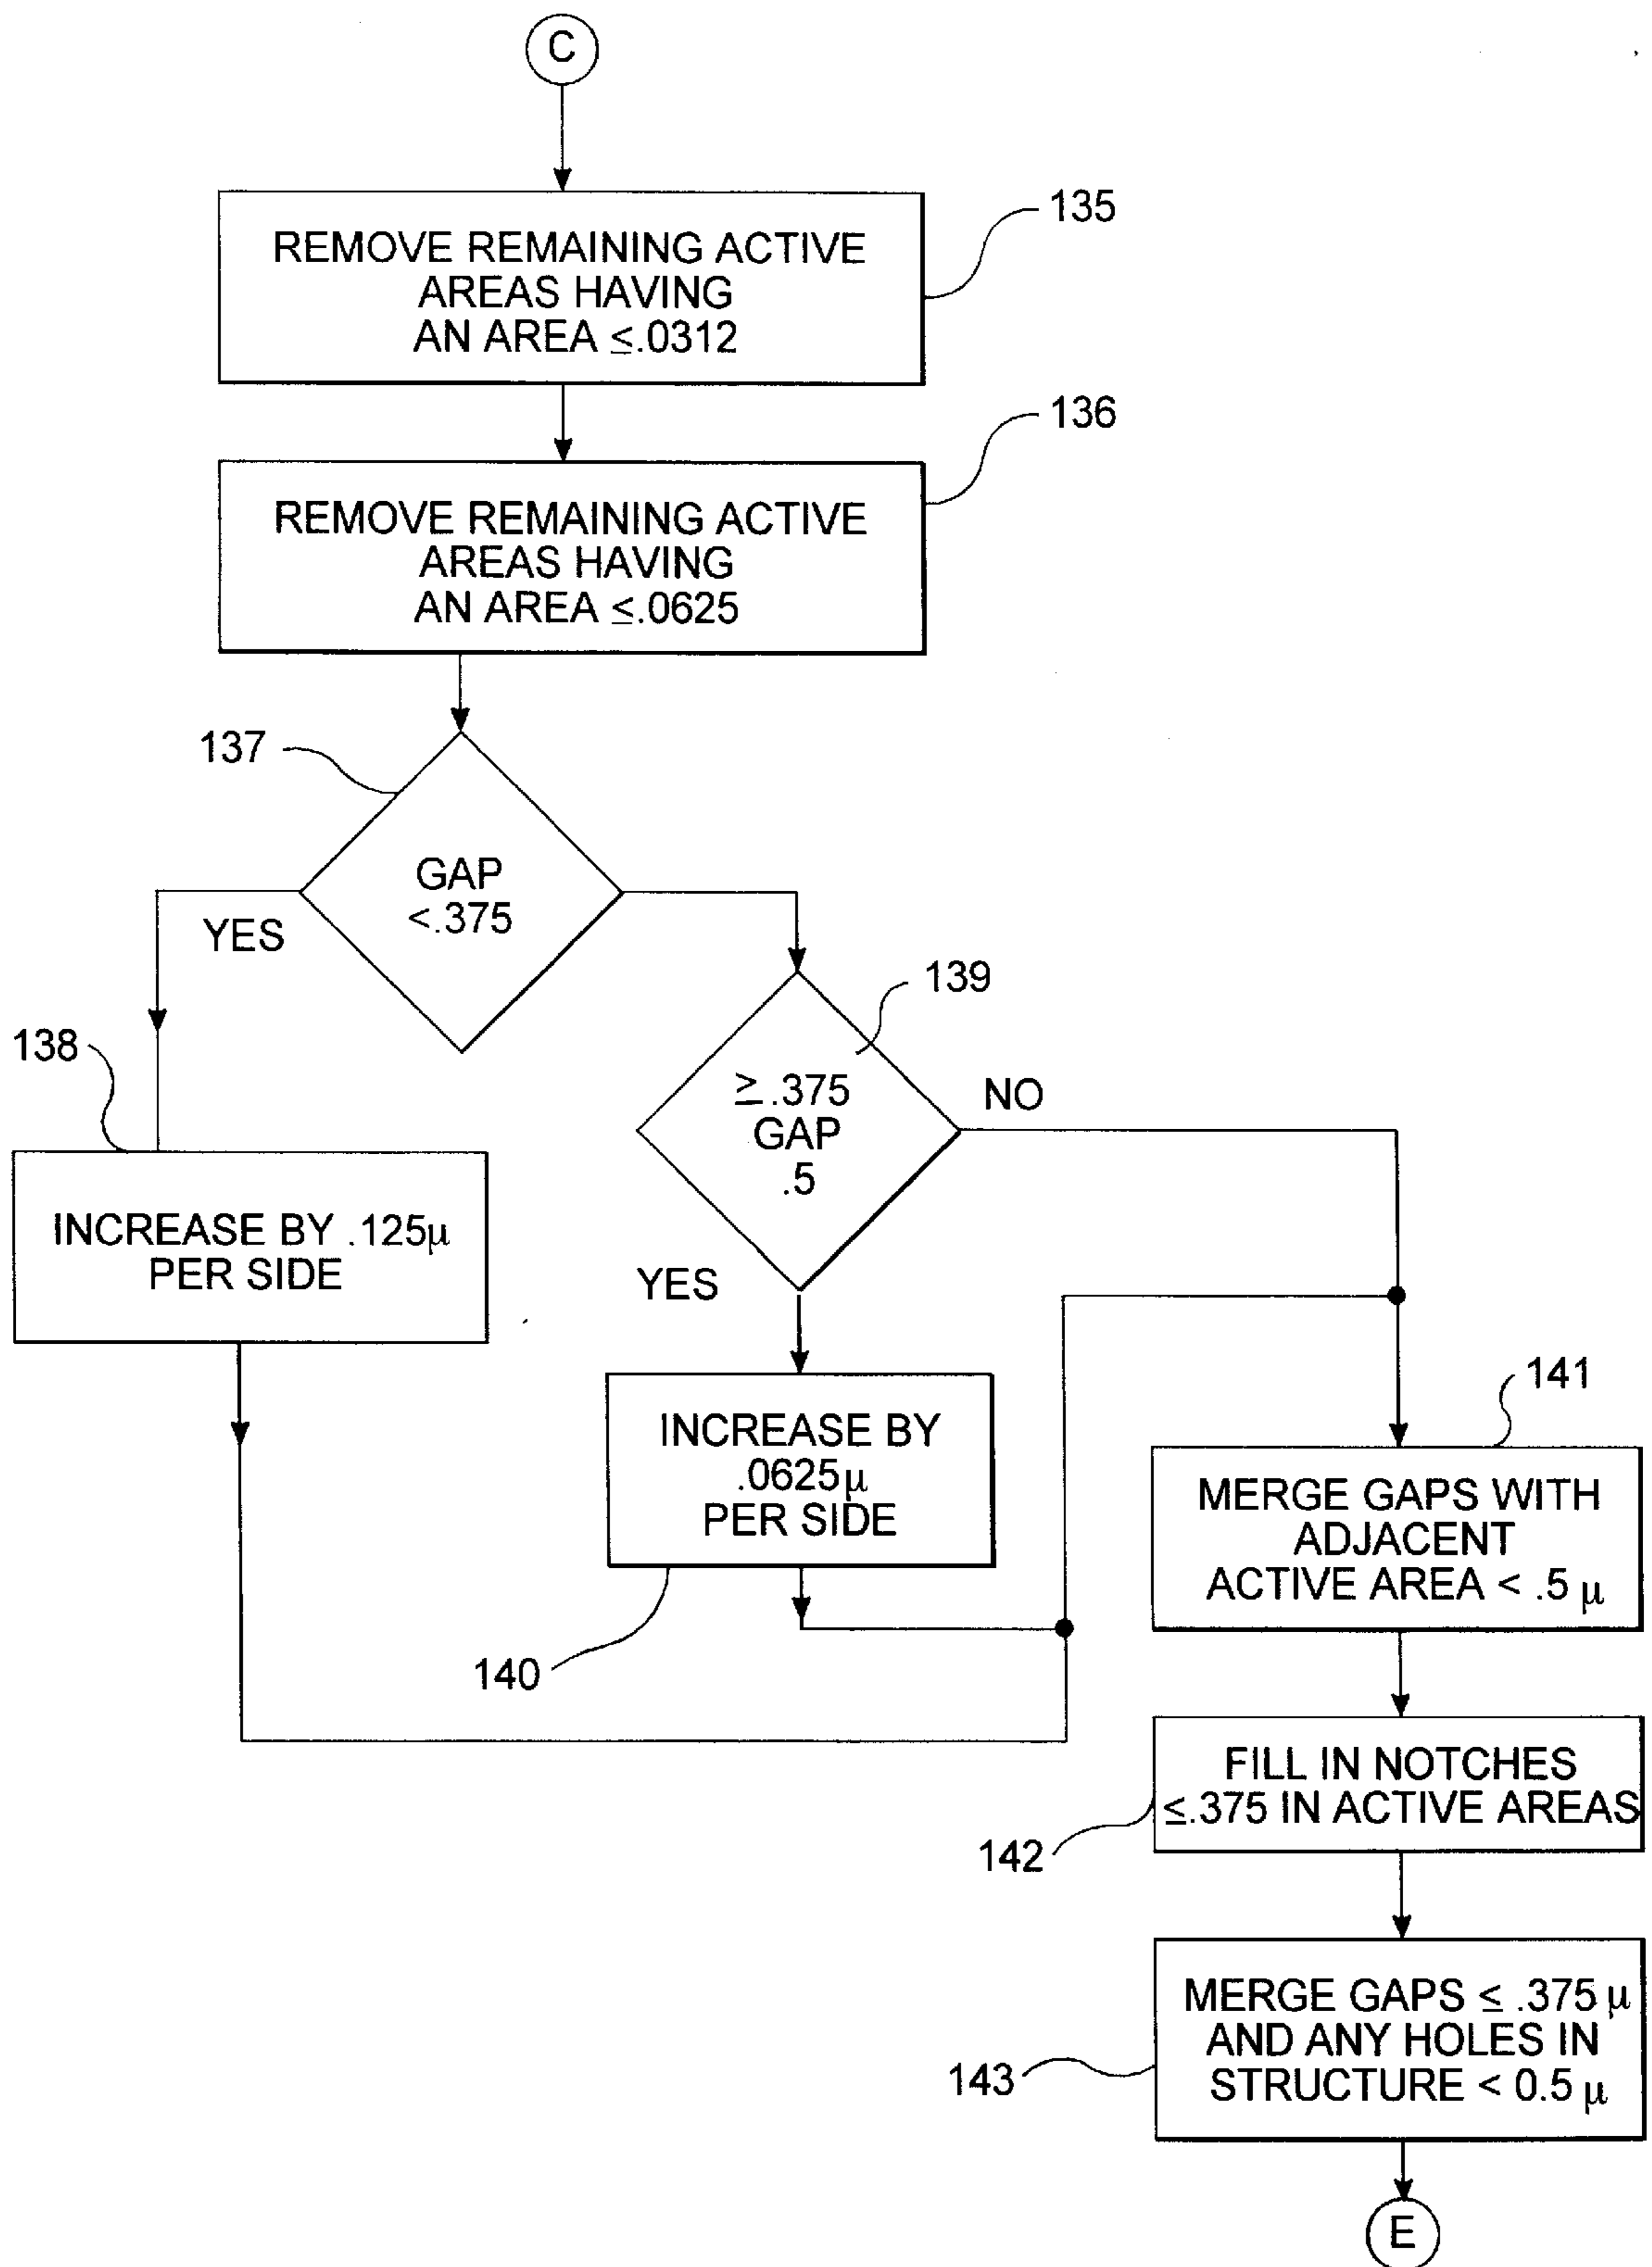 C
135
REMOVE REMAINING ACTIVE
AREAS HAVING
AN AREA ≤.0312
136
REMOVE REMAINING ACTIVE
AREAS HAVING
AN AREA ≤.0625
137
GAP
<.375
YES
139
≥.375
GAP
.5
NO
YES
138
INCREASE BY .125μ
PER SIDE
INCREASE BY
.0625μ
PER SIDE
140
141
MERGE GAPS WITH
ADJACENT
ACTIVE AREA < .5 μ
FILL IN NOTCHES
≤.375 IN ACTIVE AREAS
142
MERGE GAPS ≤ .375 μ
AND ANY HOLES IN
STRUCTURE < 0.5 μ
143
E